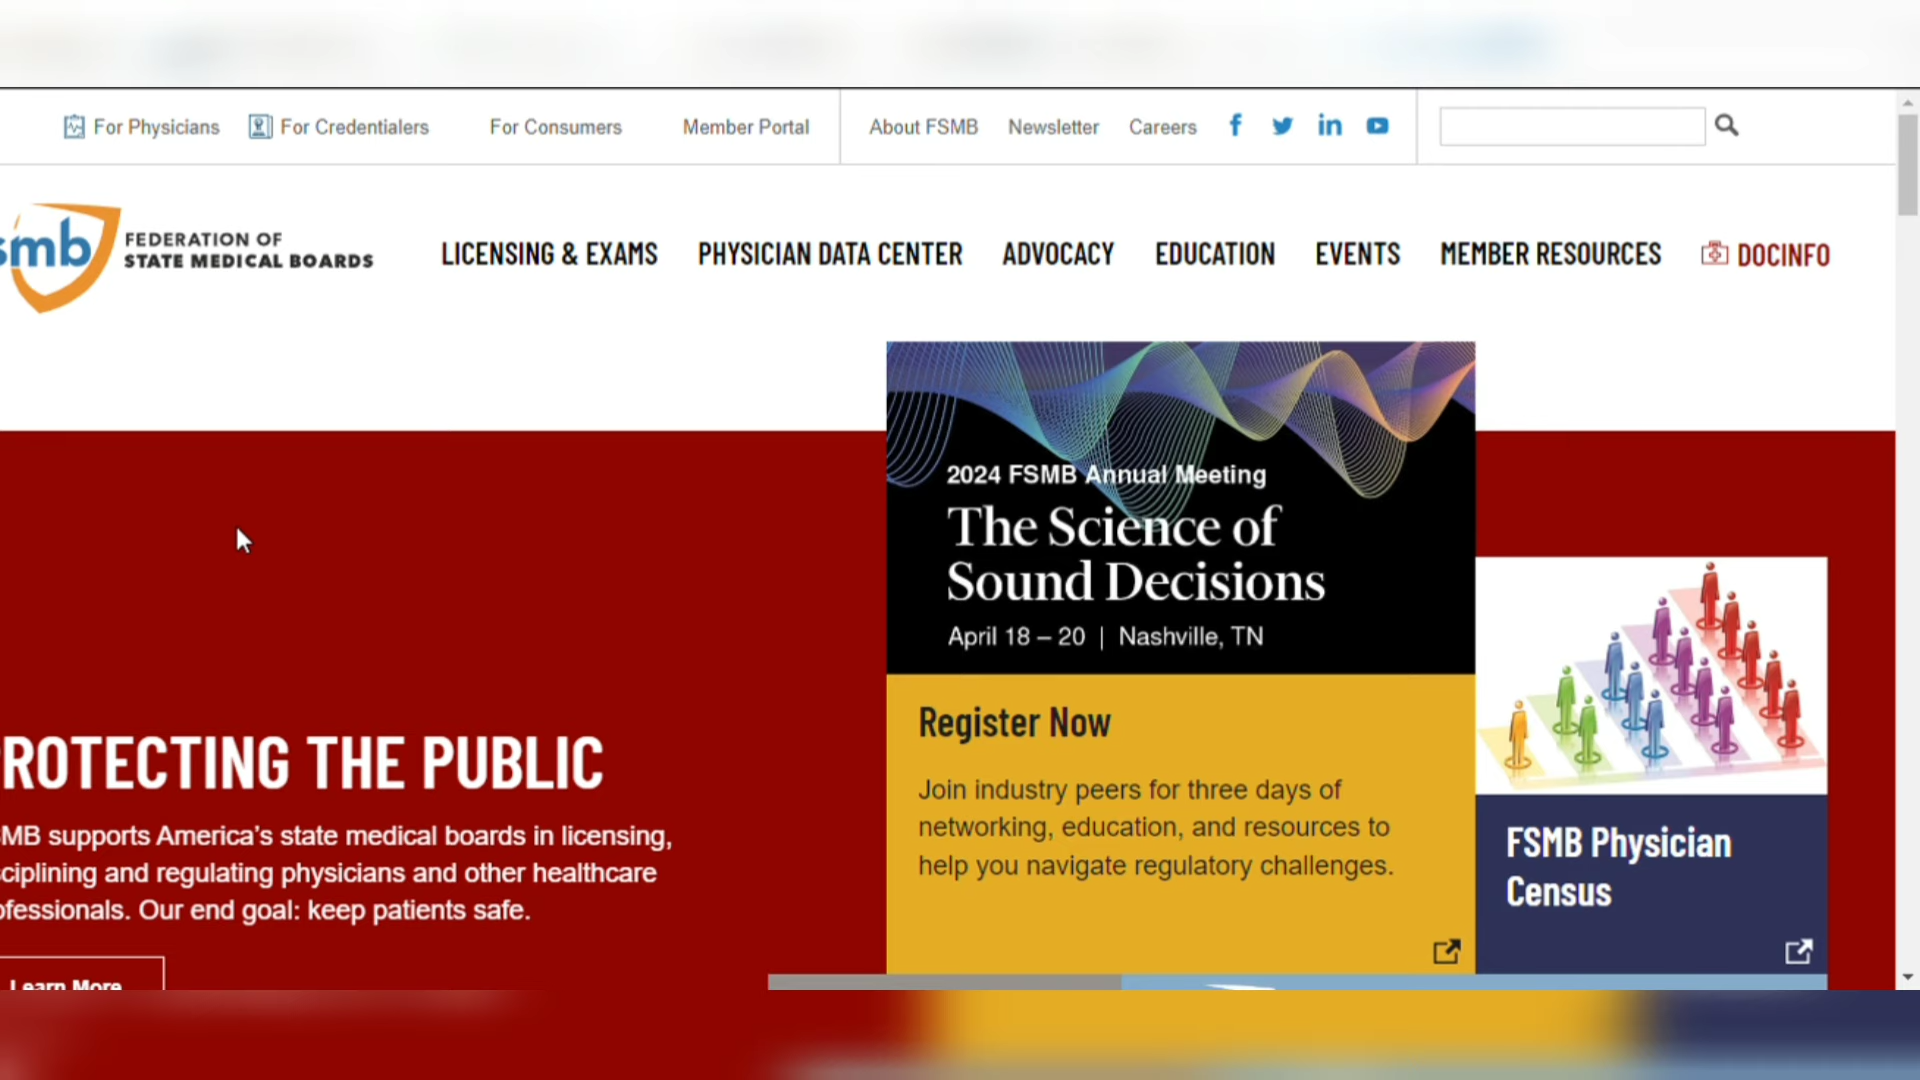 For Physicians
For Credentialers
For Consumers
Member Portal
About FSMB
Newsletter
Careers
smb
FEDERATION OF
STATE MEDICAL BOARDS
LICENSING & EXAMS
PHYSICIAN DATA CENTER
ADVOCACY
EDUCATION
EVENTS
MEMBER RESOURCES
DOCINFO
2024 FSMB Annual Meeting
The Science of
Sound Decisions
April 18 – 20 | Nashville, TN
Register Now
Join industry peers for three days of
networking, education, and resources to
help you navigate regulatory challenges.
FSMB Physician
Census
ROTECTING THE PUBLIC
MB supports America’s state medical boards in licensing,
ciplining and regulating physicians and other healthcare
ofessionals. Our end goal: keep patients safe.
Learn More